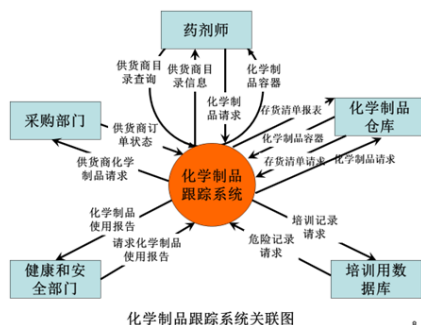 药剂师
供货商目
录查询
供货商目
录信息
化学制
品请求
化学制
品容器
采购部门
供货商订
单状态
供货商化学
制品请求
存货清单报表
化学制品容器
存货清单请求
化学制品请求
化学制品
仓库
化学制品
跟踪系统
化学制品
使用报告
请求化学制品
使用报告
培训记录
请求
危险记录
请求
健康和安
全部门
培训用数
据库
化学制品跟踪系统关联图
。